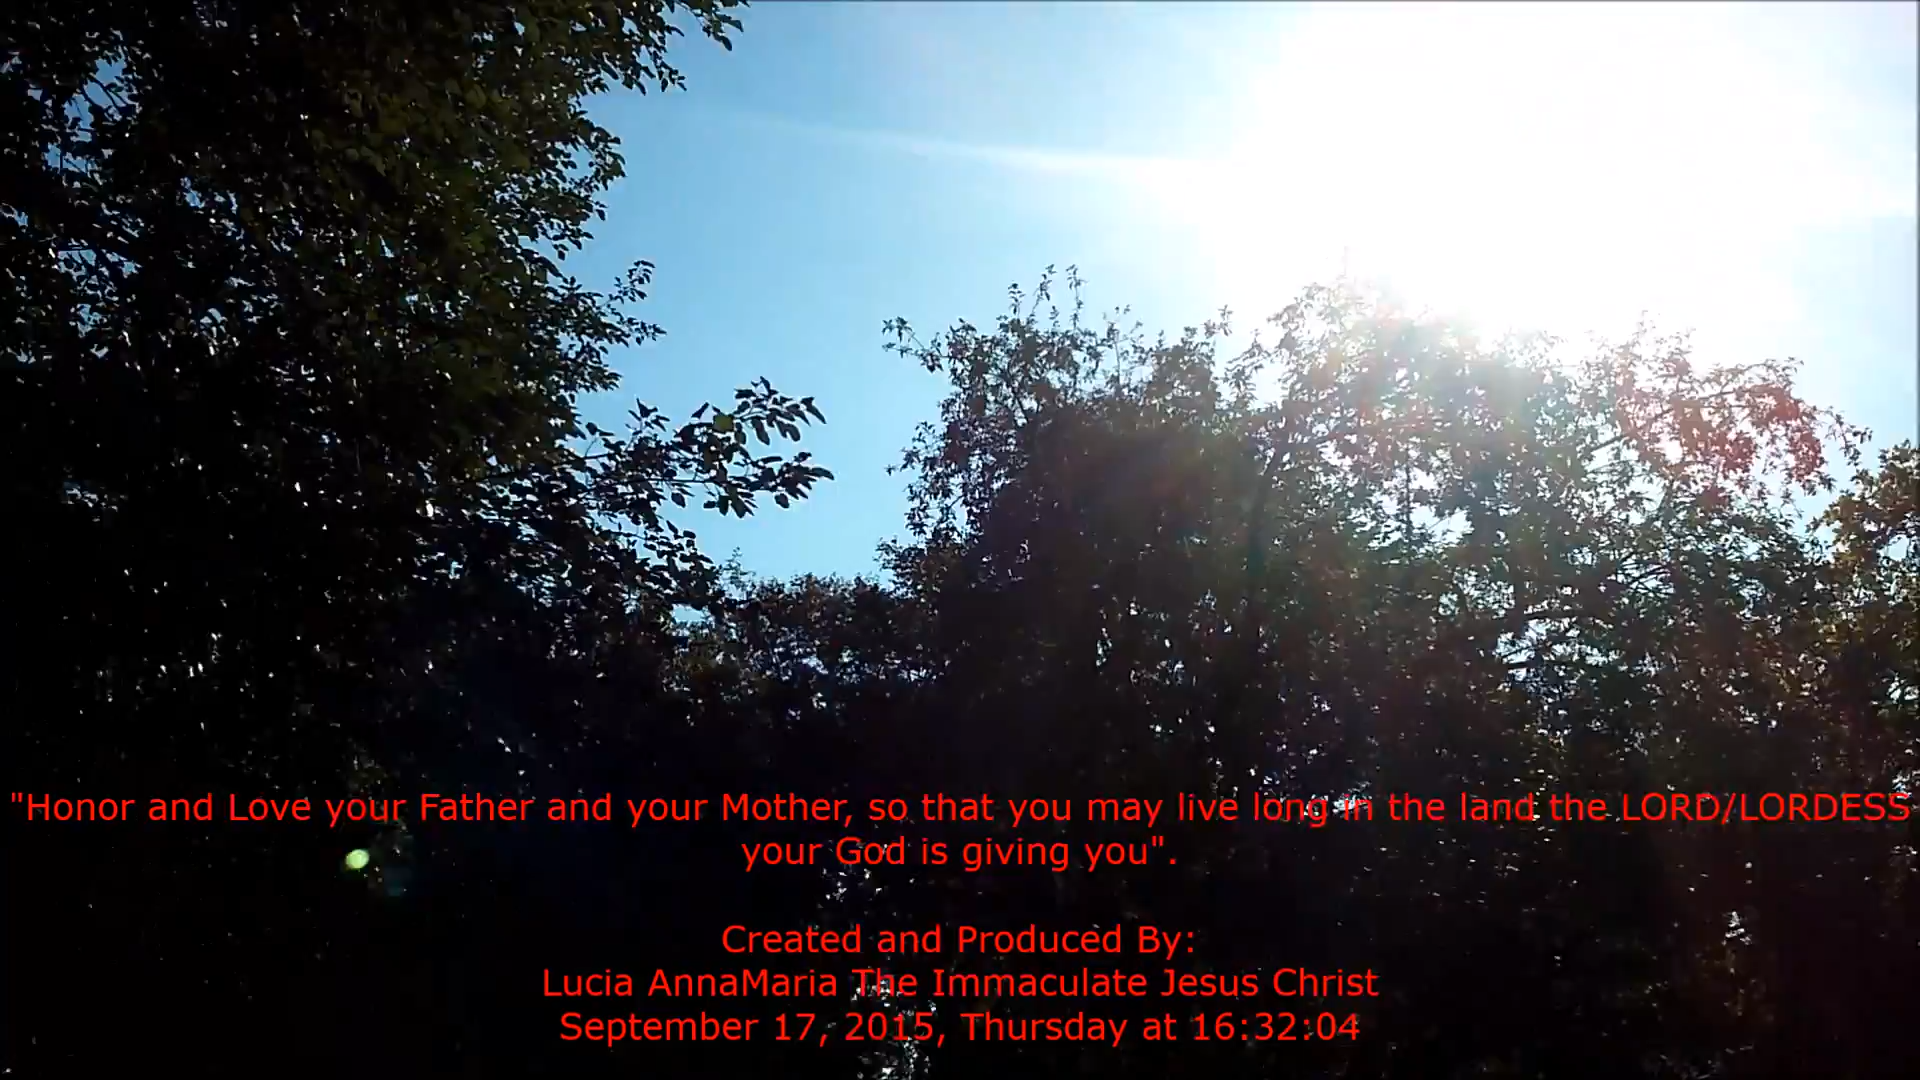 "Honor and Love your Father and your Mother, so that you may live long in the land the LORD/LORDESS
your God is giving you".
Created and Produced By:
Lucia AnnaMaria The Immaculate Jesus Christ
September 17, 2015, Thursday at 16:32:04